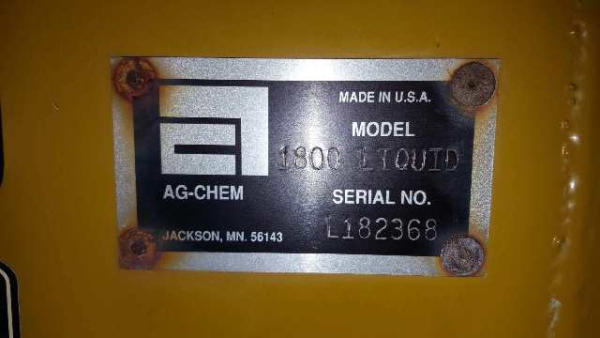 MADE IN U.S.A.
MODEL
1800 LIQUID
AG-CHEM
SERIAL NO.
L182368
JACKSON, MN. 56143